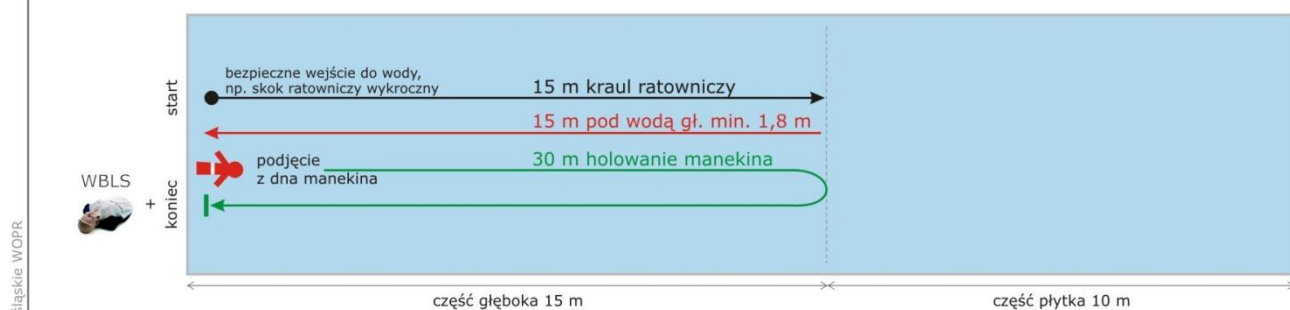 start
bezpieczne wejście do wody,
np. skok ratowniczy wykroczny
15 m kraul ratowniczy
15 m pod wodą gł. min. 1,8 m
podjęcie
z dna manekina
30 m holowanie manekina
WBLS
+
koniec
część głęboka 15 m
część płytka 10 m
śląskie WOPR